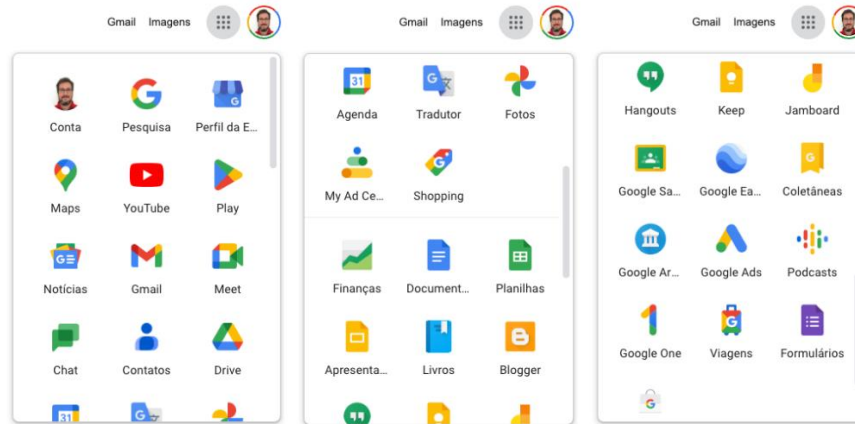 Gmail Imagens
Conta Pesquisa Perfil da E...
Maps YouTube Play
Notícias Gmail Meet
Chat Contatos Drive
31
Gmail Imagens
31
Agenda Tradutor Fotos
My Ad Ce... Shopping
Finanças Document... Planilhas
Apresenta... Livros Blogger
Gmail Imagens
Hangouts Keep Jamboard
Google Sa... Google Ea... Coletâneas
Google Ar... Google Ads Podcasts
Google One Viagens Formulários